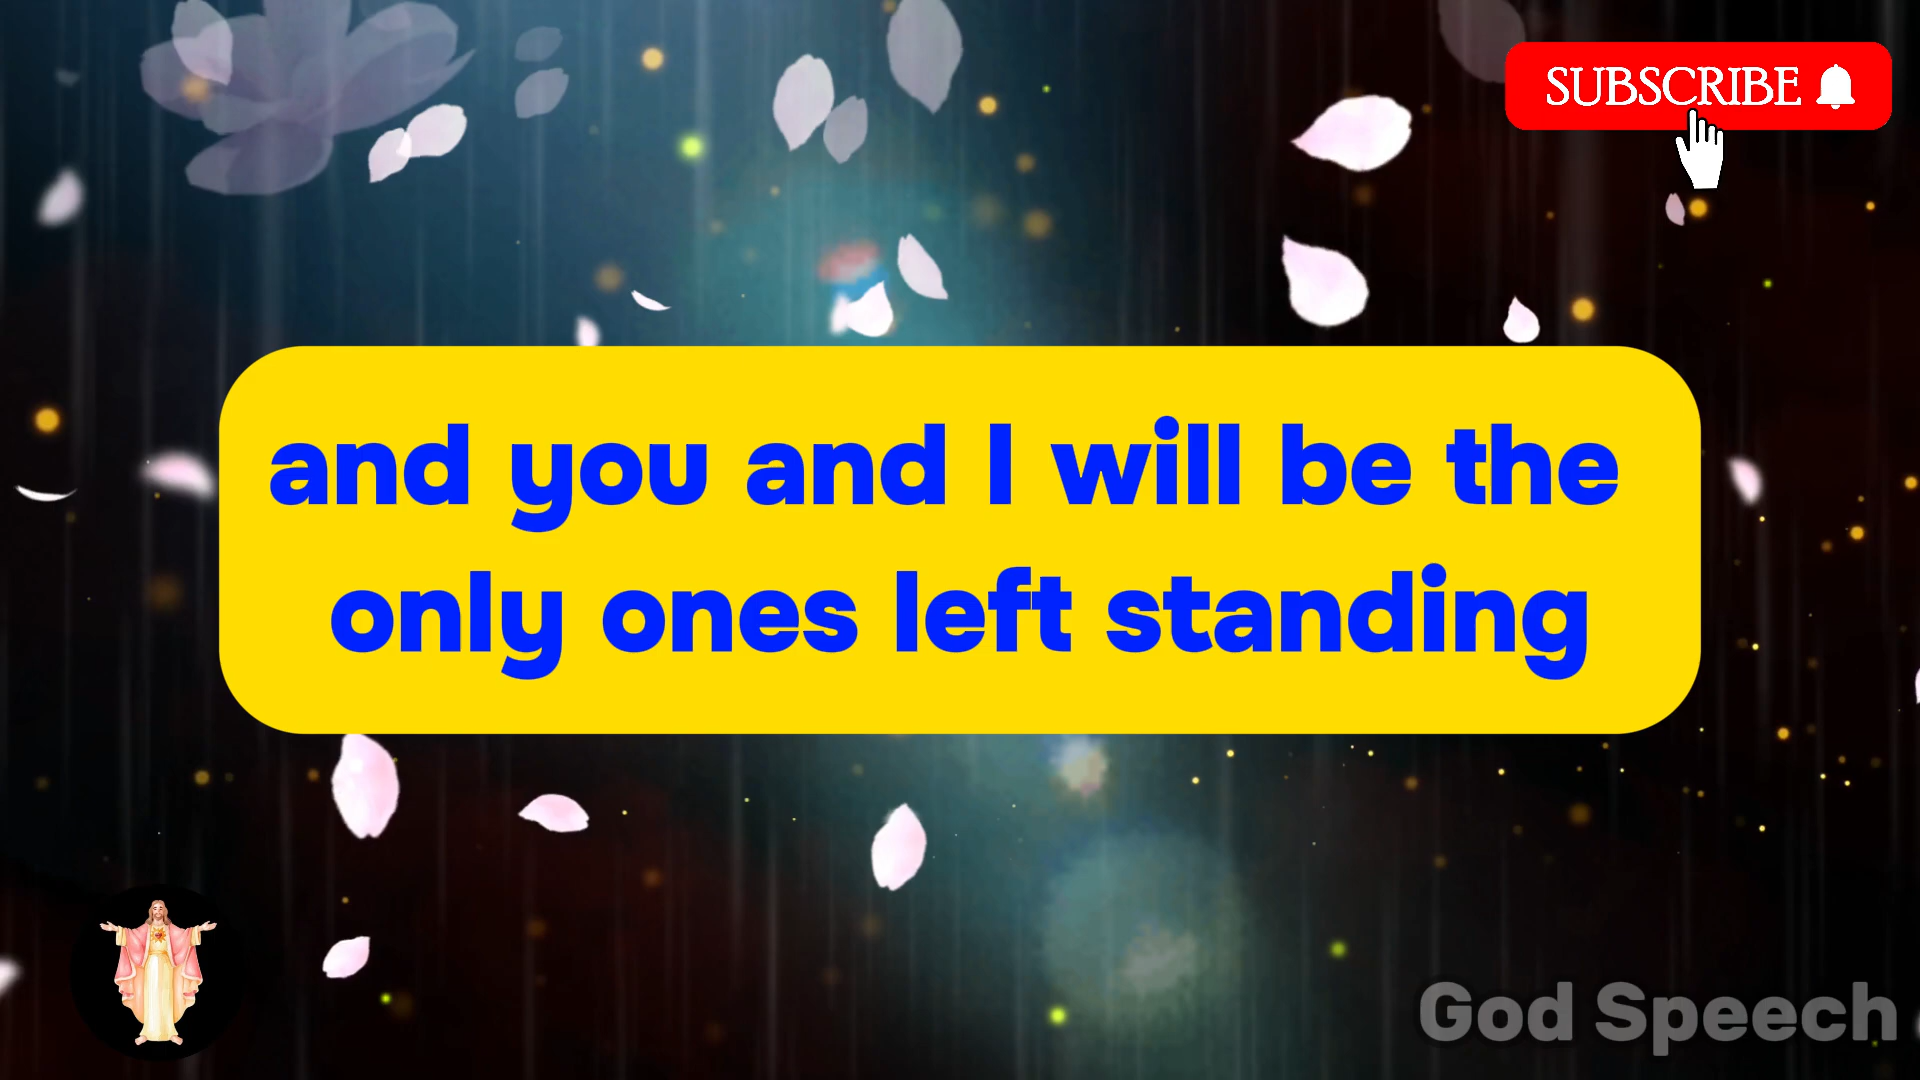 SUBSCRIBE
and you and I will be the
only ones left standing
God Speech